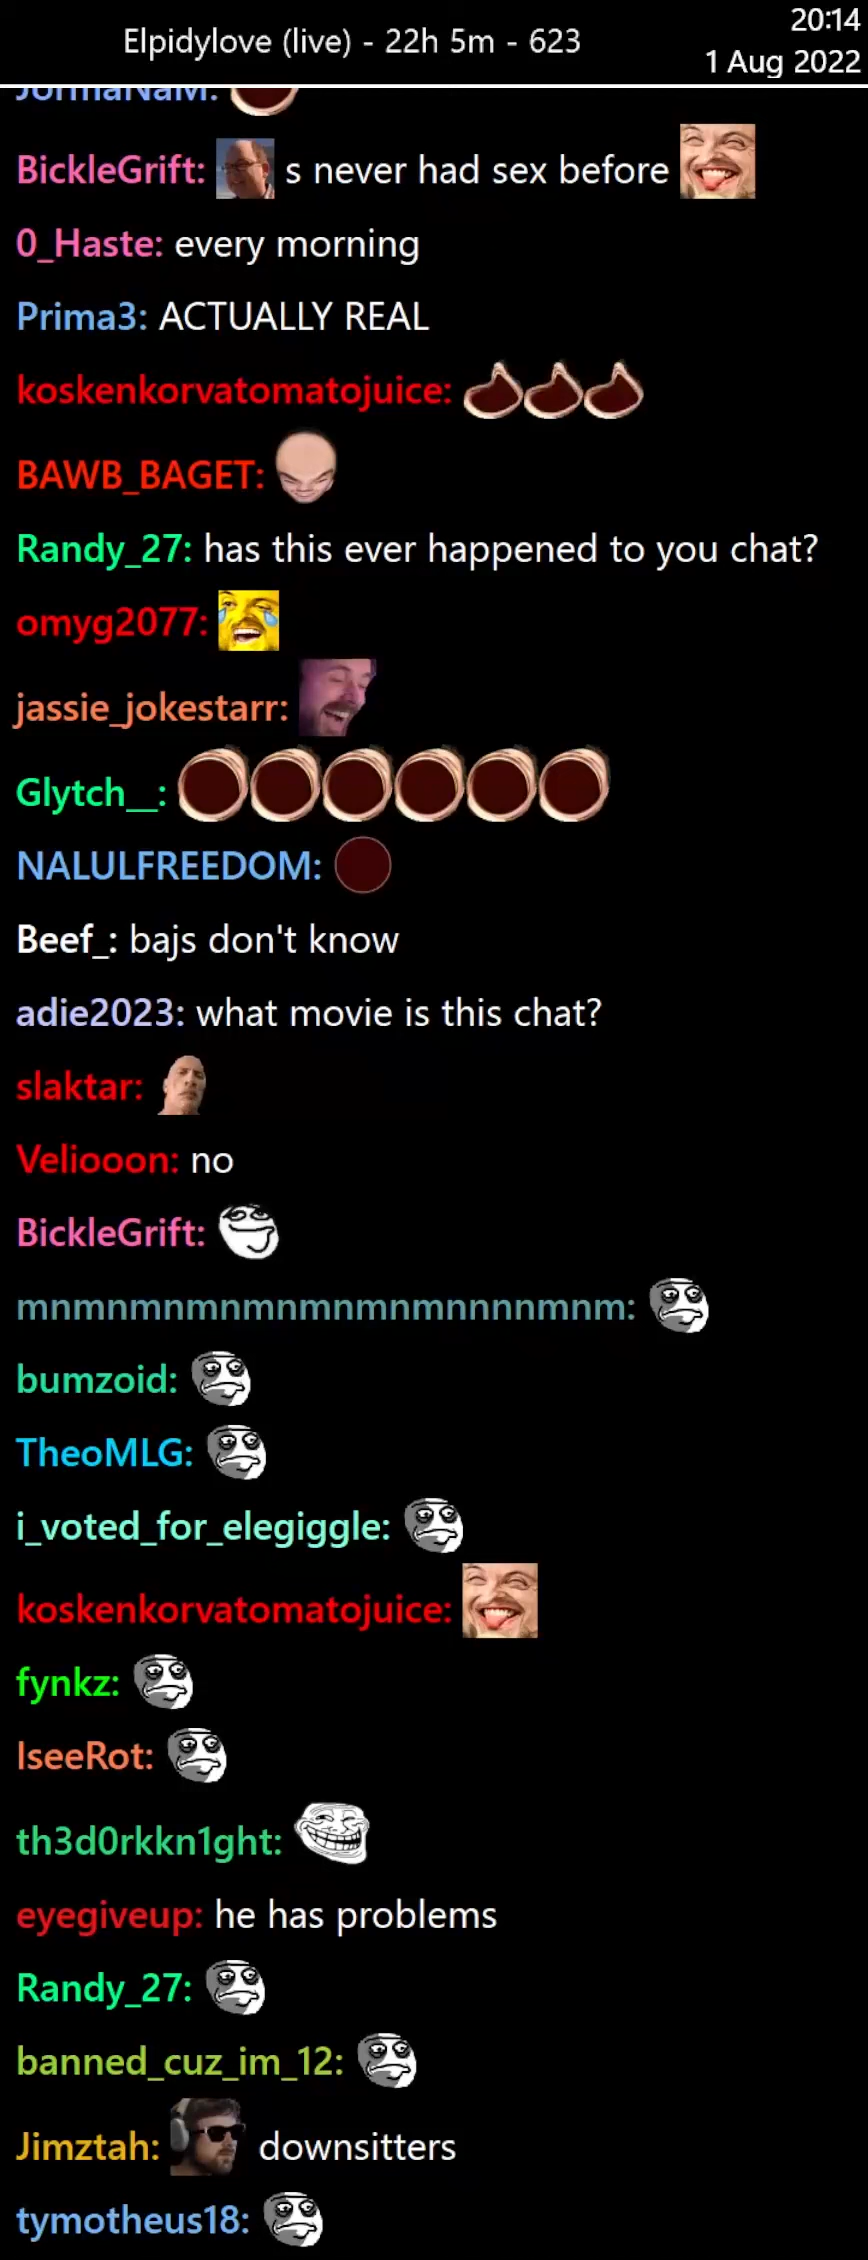 Elpidylove (live) - 22h 5m - 623
20:14
1 Aug 2022
JormaNaM:
BickleGrift: s never had sex before
0_Haste: every morning
Prima3: ACTUALLY REAL
koskenkorvatomatojuice:
BAWB_BAGET:
Randy_27: has this ever happened to you chat?
omyg2077:
jassie_jokestarr:
Glytch__:
NALULFREEDOM:
Beef_: bajs don't know
adie2023: what movie is this chat?
slaktar:
Veliooon: no
BickleGrift:
mnmnmnmnmnmnmnmnmnnnnmnm:
bumzoid:
TheoMLG:
i_voted_for_elegiggle:
koskenkorvatomatojuice:
fynkz:
IseeRot:
th3d0rkkn1ght:
eyegiveup: he has problems
Randy_27:
banned_cuz_im_12:
Jimztah: downsitters
tymotheus18: